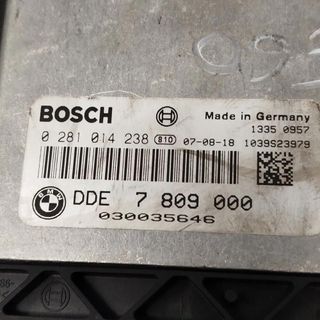 BOSCH
Made in Germany
1335 0957
0 281 014 238 810 07-08-18 1039S23979
BMW
DDE 7 809 000
030035646